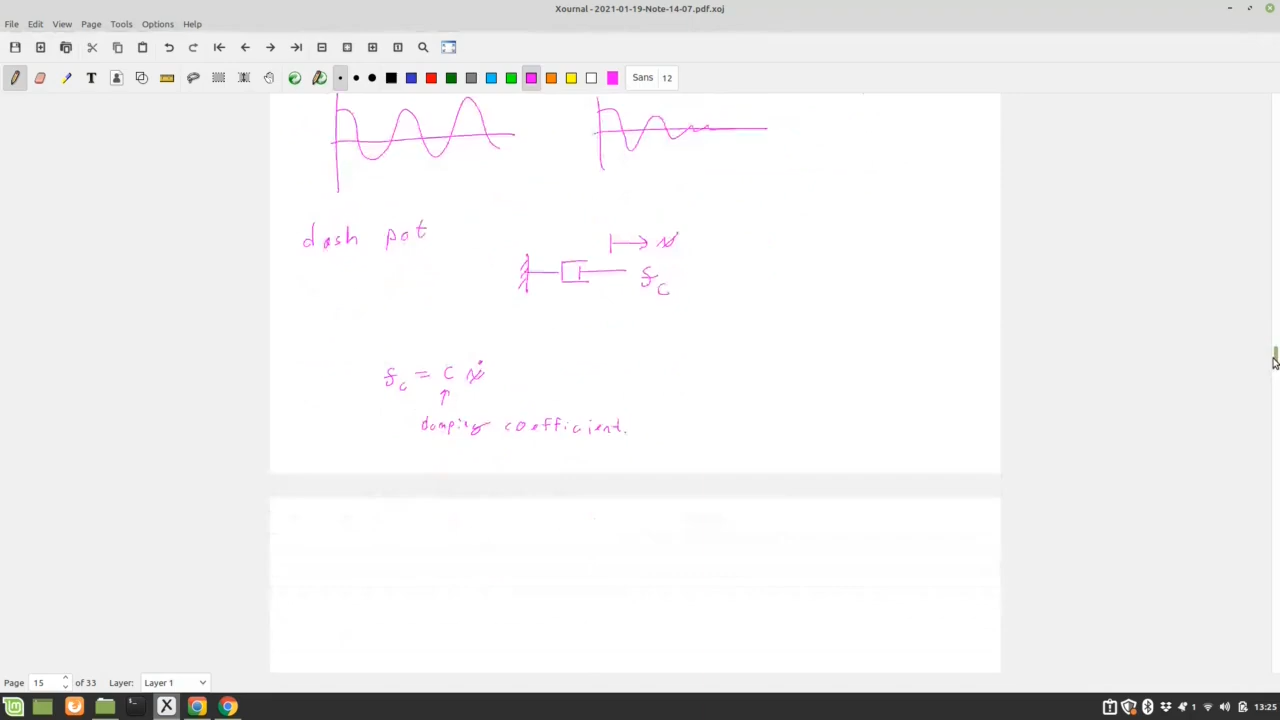 Xournal - 2021-01-19-Note-14-07.pdf.xoj
File Edit View Page Tools Options Help
Sans 12
dash pot
x
f_c
f_c = c ẋ
↑
damping coefficient.
Page 15 of 33 Layer: Layer 1
1 13:25